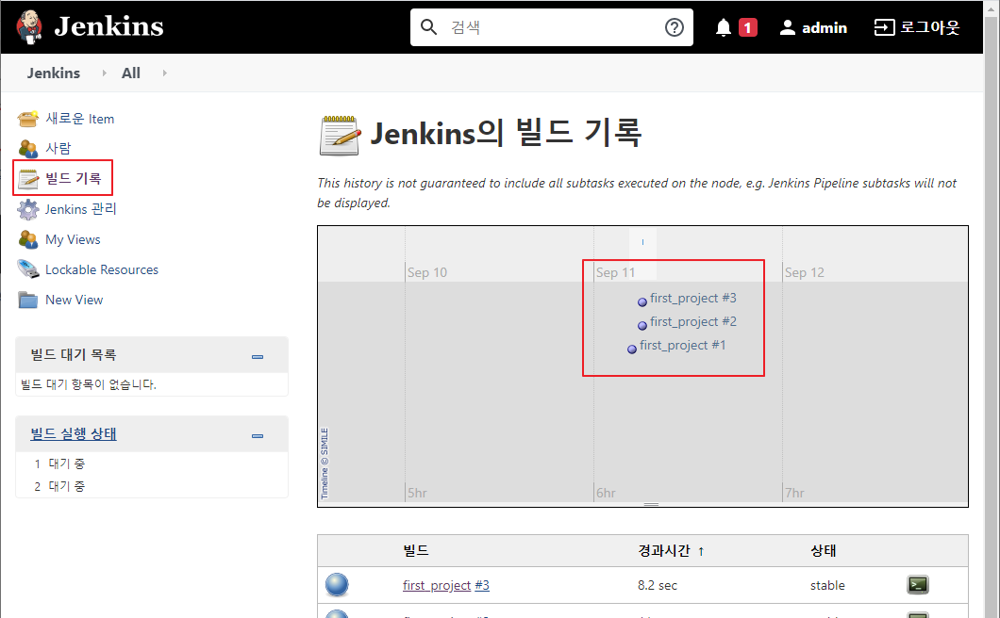 Jenkins
검색
1
admin
로그아웃
Jenkins
All
새로운 Item
사람
빌드 기록
Jenkins 관리
My Views
Lockable Resources
New View
빌드 대기 목록
빌드 대기 항목이 없습니다.
빌드 실행 상태
1 대기 중
2 대기 중
Jenkins의 빌드 기록
This history is not guaranteed to include all subtasks executed on the node, e.g. Jenkins Pipeline subtasks will not
be displayed.
Sep 10
Sep 11
Sep 12
first_project #3
first_project #2
first_project #1
Timeline © SIMILE
5hr
6hr
7hr
빌드
경과시간 ↑
상태
first_project #3
8.2 sec
stable